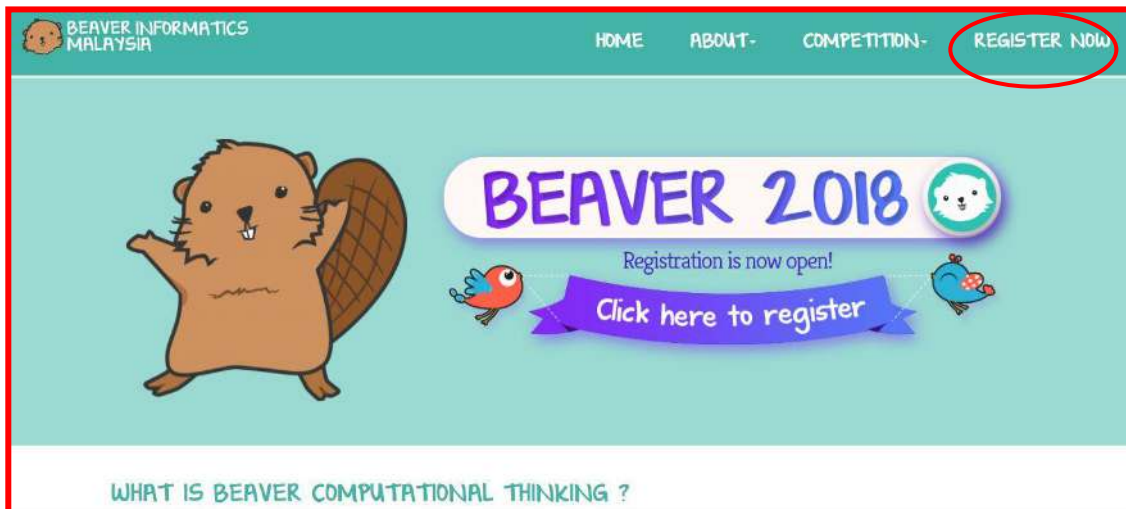 BEAVER INFORMATICS
MALAYSIA
HOME ABOUT- COMPETITION- REGISTER NOW
BEAVER 2018
Registration is now open!
Click here to register
WHAT IS BEAVER COMPUTATIONAL THINKING ?